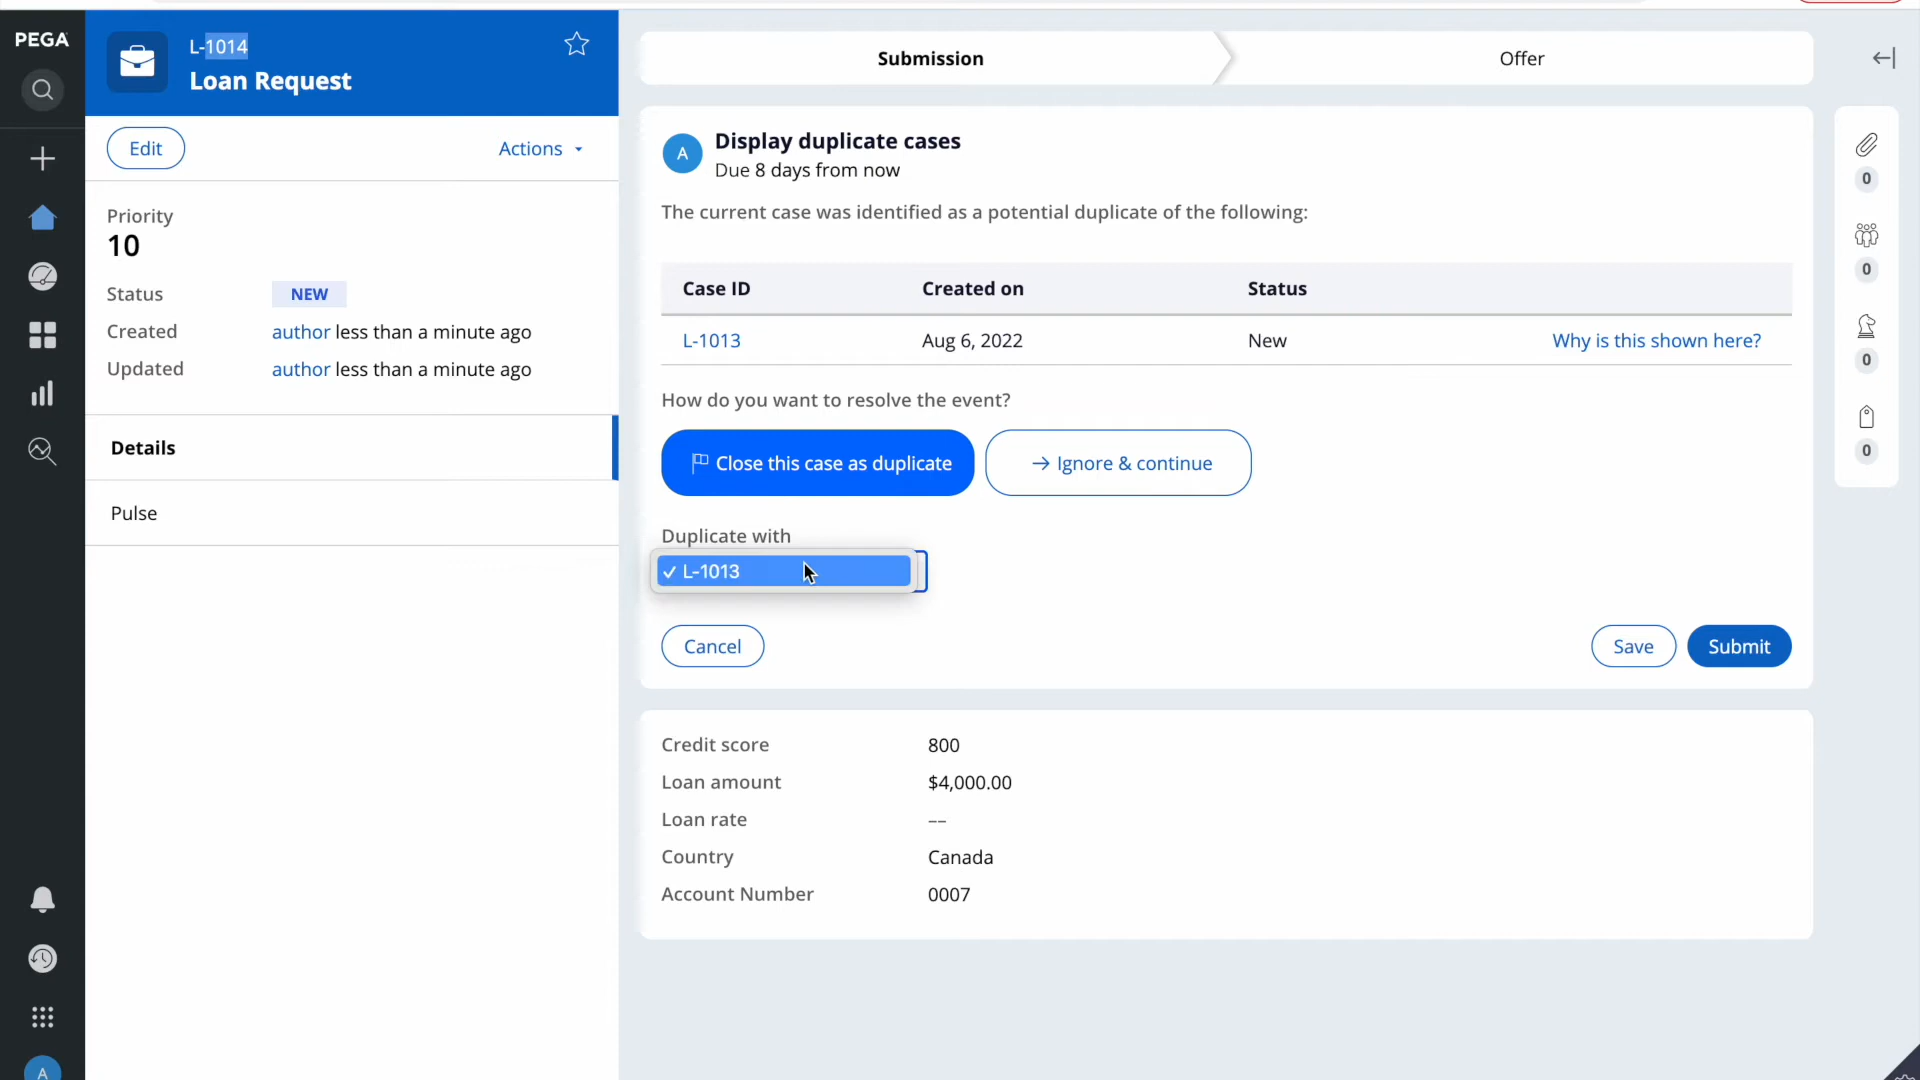 PEGA
L-1014
Loan Request
Edit
Actions
Priority
10
Status NEW
Created author less than a minute ago
Updated author less than a minute ago
Details
Pulse
A
Submission Offer
A
Display duplicate cases
Due 8 days from now
The current case was identified as a potential duplicate of the following:
Case ID Created on Status
L-1013 Aug 6, 2022 New Why is this shown here?
How do you want to resolve the event?
Close this case as duplicate
Ignore & continue
Duplicate with
✓ L-1013
Cancel Save Submit
Credit score 800
Loan amount $4,000.00
Loan rate ––
Country Canada
Account Number 0007
0
0
0
0